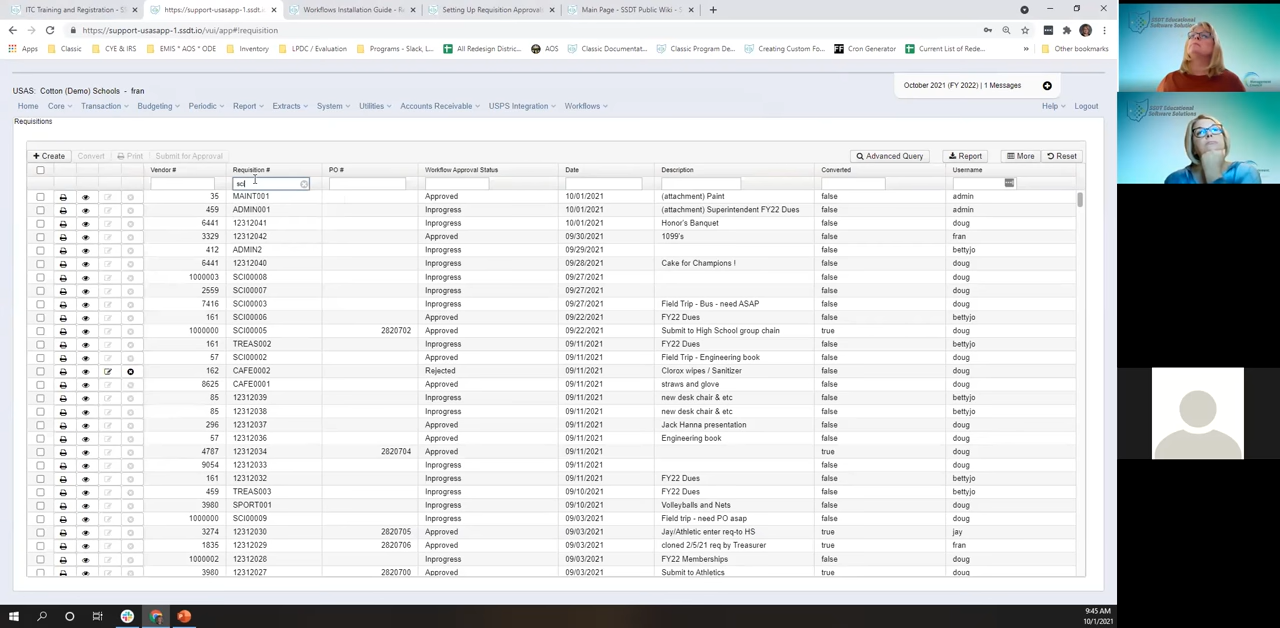 ITC Training and Registration - C
https://support-usasapp-1.ssdt.i
Workflows Installation Guide - Re
Setting Up Requisition Approval
Main Page - SSDT Public Wiki -
https://support-usasapp-1.ssdt.io/vui/app#!requisition
Apps Classic CYE & IRS EMIS * AOS * ODE Inventory LPDC / Evaluation Programs - Slack, L... All Redesign District... AOS Classic Documentat... Classic Program De... Creating Custom Fo... Cron Generator Current List of Rede... » Other bookmarks
USAS: Cotton (Demo) Schools - fran
October 2021 (FY 2022) | 1 Messages
Home Core Transaction Budgeting Periodic Report Extracts System Utilities Accounts Receivable USPS Integration Workflows Help Logout
Requisitions
Create Convert Print Submit for Approval Advanced Query Report More Reset
Vendor # Requisition # PO # Workflow Approval Status Date Description Converted Username
sci
35 MAINT001 Approved 10/01/2021 (attachment) Paint false admin
459 ADMIN001 Inprogress 10/01/2021 (attachment) Superintendent FY22 Dues false admin
6441 12312041 Inprogress 10/01/2021 Honor's Banquet false doug
3329 12312042 Approved 09/30/2021 1099's false fran
412 ADMIN2 Inprogress 09/29/2021 false bettyjo
6441 12312040 Inprogress 09/28/2021 Cake for Champions ! false doug
1000003 SCI00008 Inprogress 09/27/2021 false doug
2559 SCI00007 Inprogress 09/27/2021 false doug
7416 SCI00003 Inprogress 09/27/2021 Field Trip - Bus - need ASAP false doug
161 SCI00006 Approved 09/22/2021 FY22 Dues false bettyjo
1000000 SCI00005 2820702 Approved 09/22/2021 Submit to High School group chain true doug
161 TREAS002 Inprogress 09/11/2021 FY22 Dues false bettyjo
57 SCI00002 Approved 09/11/2021 Field Trip - Engineering book false doug
162 CAFE0002 Rejected 09/11/2021 Clorox wipes / Sanitizer false doug
8625 CAFE0001 Approved 09/11/2021 straws and glove false doug
85 12312039 Inprogress 09/11/2021 new desk chair & etc false bettyjo
85 12312038 Inprogress 09/11/2021 new desk chair & etc false bettyjo
296 12312037 Approved 09/11/2021 Jack Hanna presentation false bettyjo
57 12312036 Approved 09/11/2021 Engineering book false doug
4787 12312034 2820704 Approved 09/11/2021 true doug
9054 12312033 Inprogress 09/11/2021 false doug
161 12312032 Inprogress 09/11/2021 FY22 Dues false bettyjo
459 TREAS003 Inprogress 09/10/2021 FY22 Dues false bettyjo
3980 SPORT001 Inprogress 09/10/2021 Volleyballs and Nets false doug
1000000 SCI00009 Inprogress 09/03/2021 Field trip - need PO asap false doug
3274 12312030 2820705 Approved 09/03/2021 Jay/Athletic enter req-to HS true jay
1835 12312029 2820706 Approved 09/03/2021 cloned 2/5/21 req by Treasurer true fran
1000002 12312028 Inprogress 09/03/2021 FY22 Memberships false doug
3980 12312027 2820700 Approved 09/03/2021 Submit to Athletics true doug
9:45 AM
10/1/2021